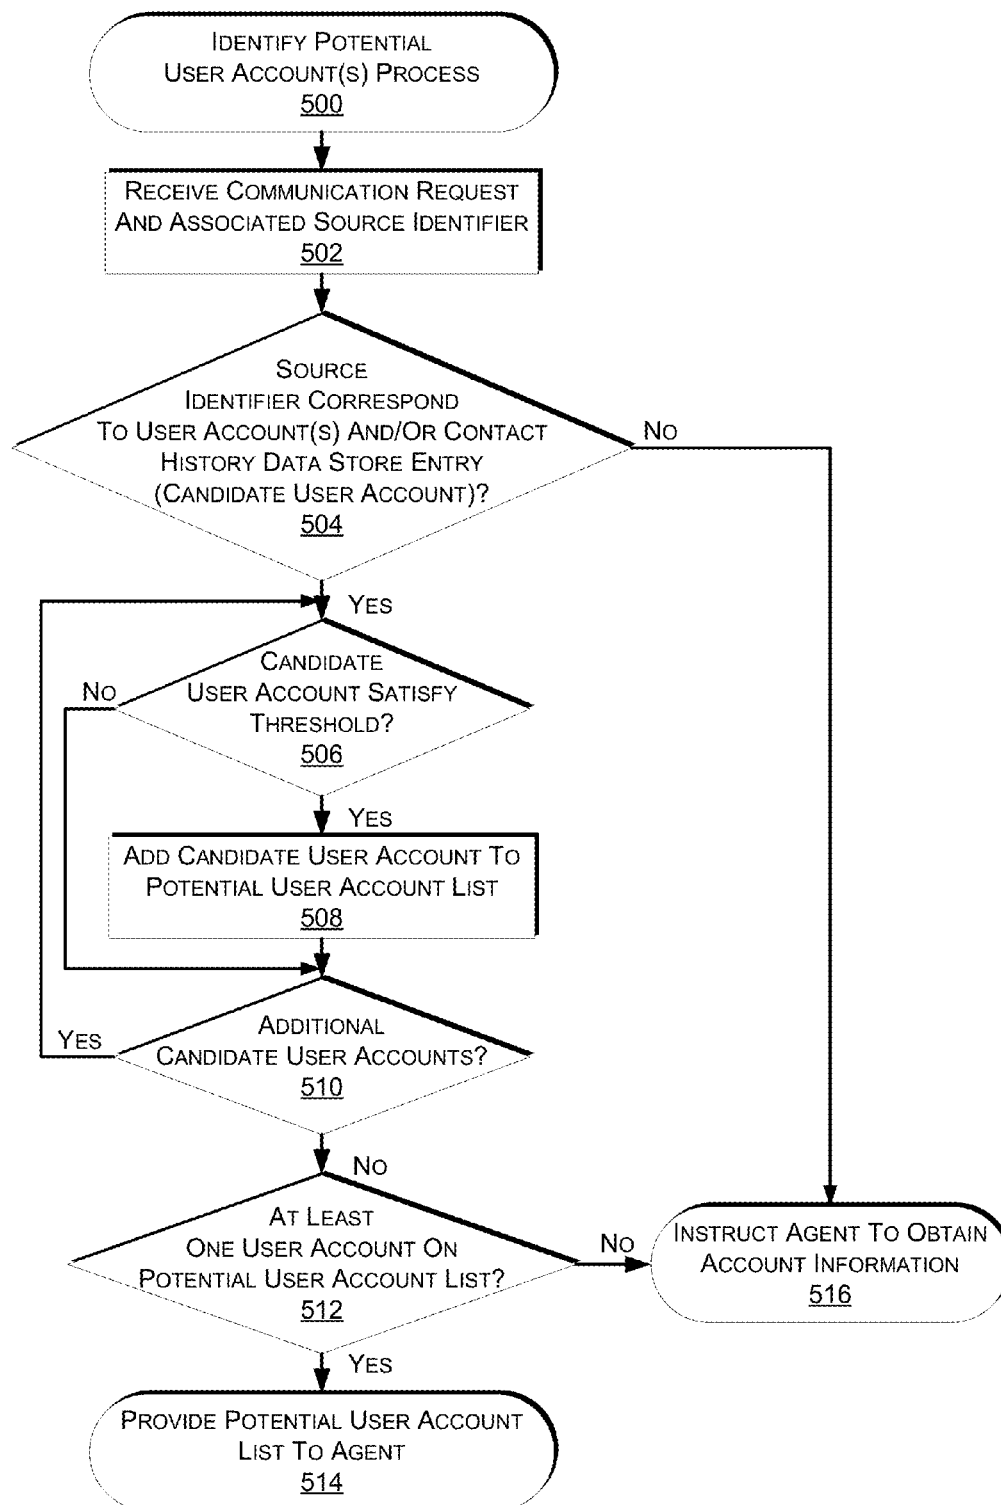 IDENTIFY POTENTIAL
USER ACCOUNT(S) PROCESS
500
RECEIVE COMMUNICATION REQUEST
AND ASSOCIATED SOURCE IDENTIFIER
502
SOURCE
IDENTIFIER CORRESPOND
TO USER ACCOUNT(S) AND/OR CONTACT
HISTORY DATA STORE ENTRY
(CANDIDATE USER ACCOUNT)?
504
NO
YES
CANDIDATE
USER ACCOUNT SATISFY
THRESHOLD?
506
NO
YES
ADD CANDIDATE USER ACCOUNT TO
POTENTIAL USER ACCOUNT LIST
508
ADDITIONAL
CANDIDATE USER ACCOUNTS?
510
YES
NO
AT LEAST
ONE USER ACCOUNT ON
POTENTIAL USER ACCOUNT LIST?
512
NO
INSTRUCT AGENT TO OBTAIN
ACCOUNT INFORMATION
516
YES
PROVIDE POTENTIAL USER ACCOUNT
LIST TO AGENT
514